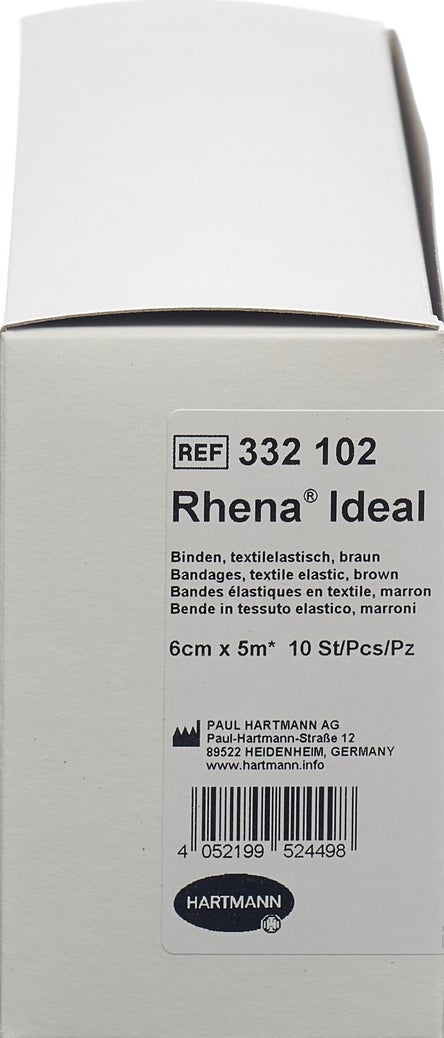 REF 332 102
Rhena® Ideal
Binden, textilelastisch, braun
Bandages, textile elastic, brown
Bandes élastiques en textile, marron
Bende in tessuto elastico, marroni
6cm x 5m* 10 St/Pcs/Pz
PAUL HARTMANN AG
Paul-Hartmann-Straße 12
89522 HEIDENHEIM, GERMANY
www.hartmann.info
4 052199 524498
HARTMANN